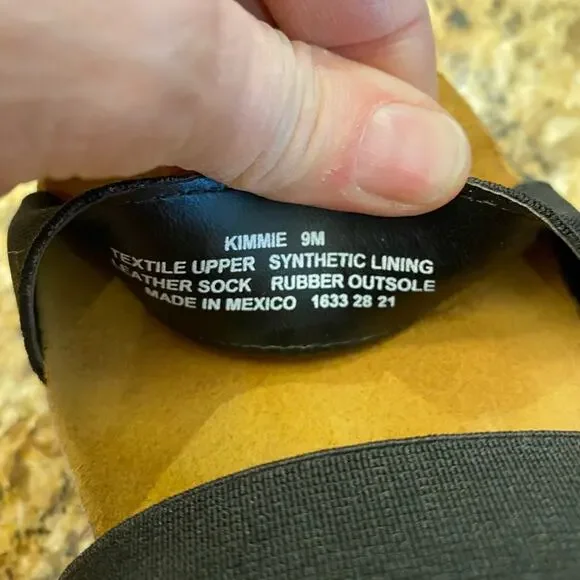 KIMMIE 9M
TEXTILE UPPER SYNTHETIC LINING
LEATHER SOCK RUBBER OUTSOLE
MADE IN MEXICO 1633 28 21